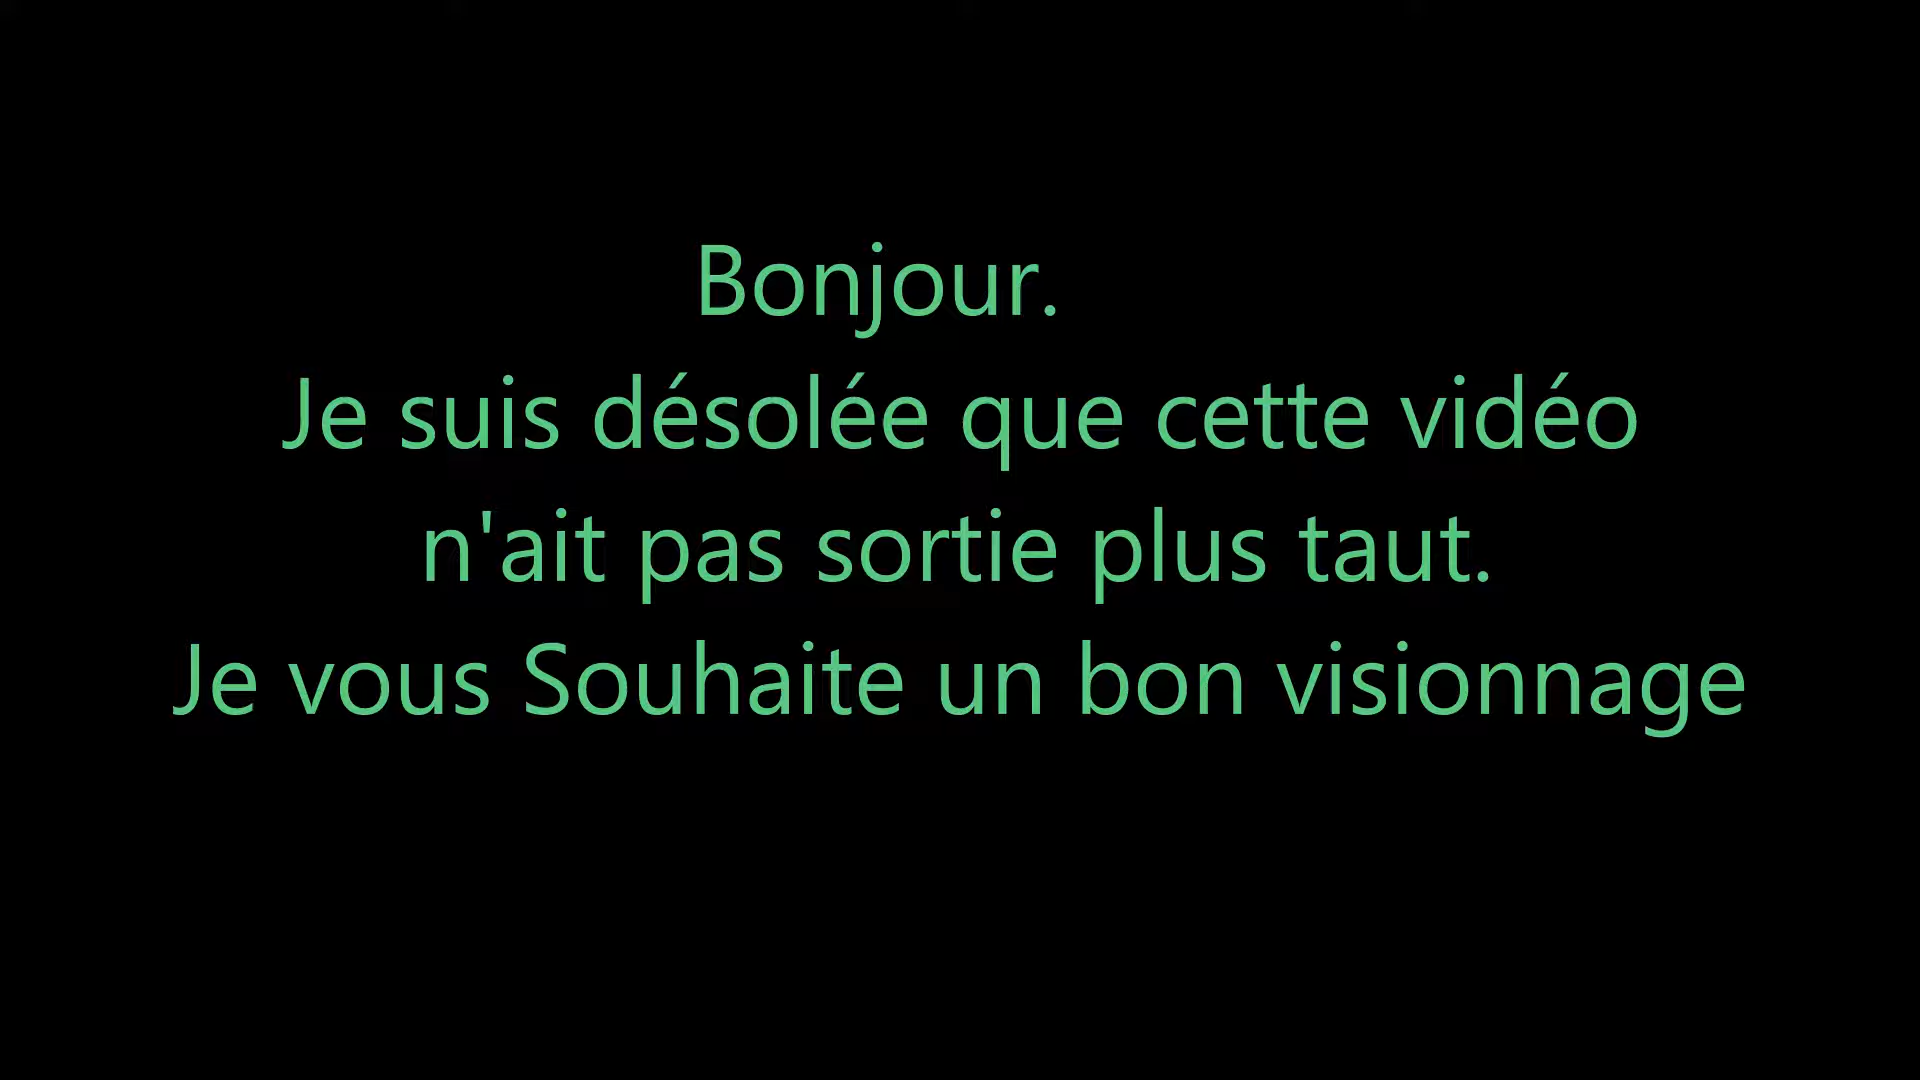 Bonjour.
Je suis désolée que cette vidéo
n'ait pas sortie plus taut.
Je vous Souhaite un bon visionnage